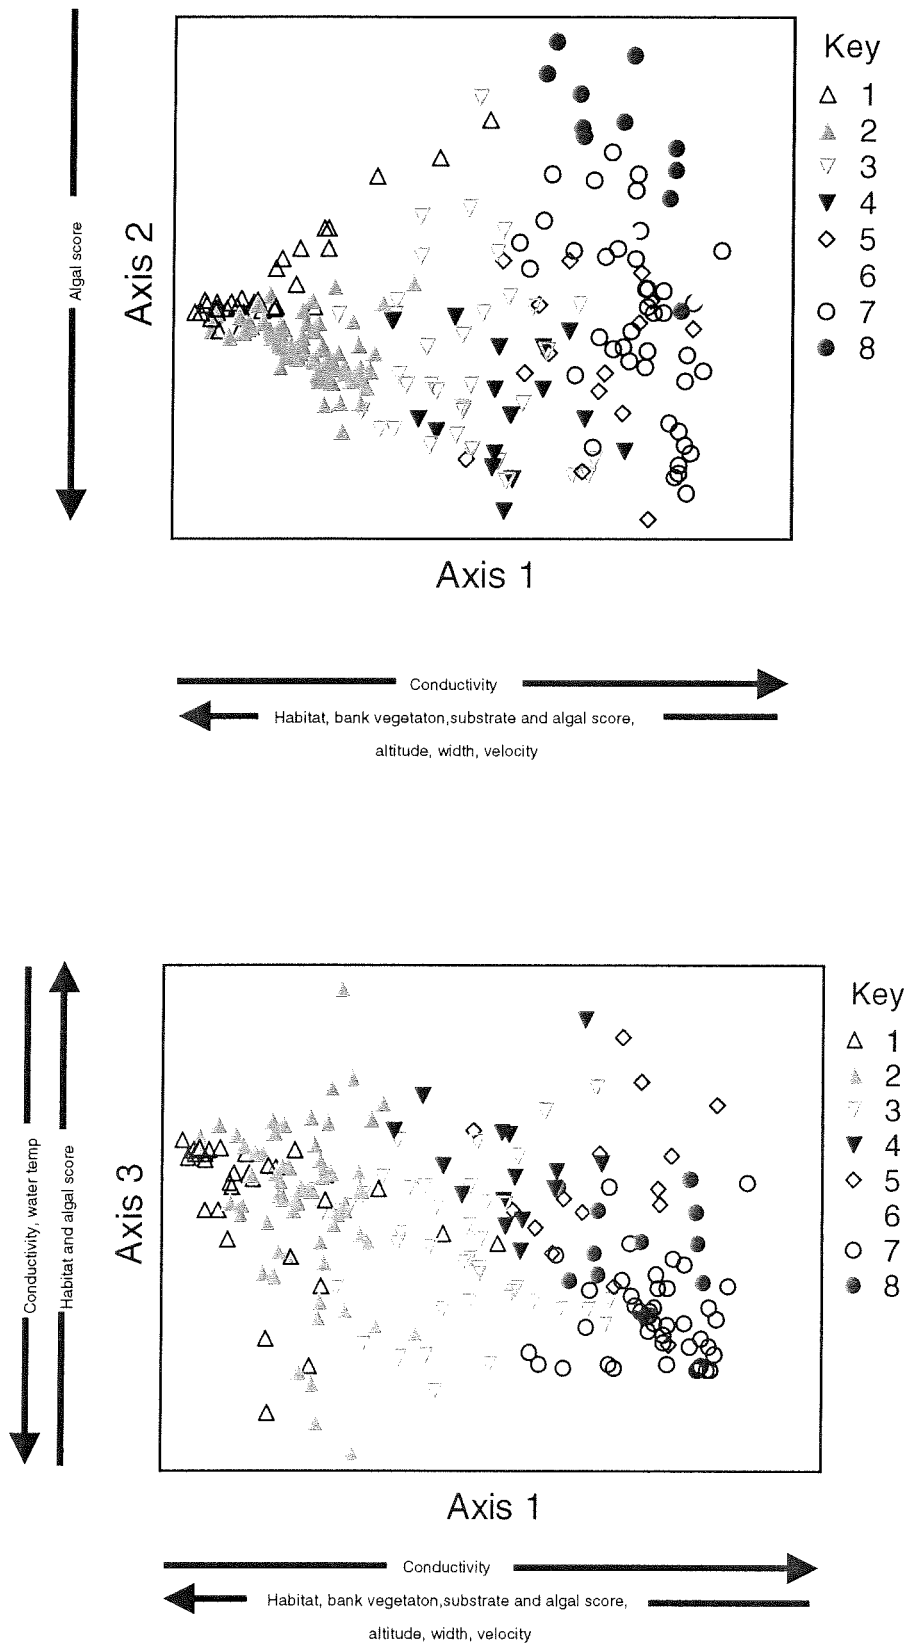 Key
1
2
3
4
5
6
7
8
Algal score
Axis 2
Axis 1
Conductivity
Habitat, bank vegetaton,substrate and algal score,
altitude, width, velocity
Key
1
2
3
4
5
6
7
8
Conductivity, water temp
Habitat and algal score
Axis 3
Axis 1
Conductivity
Habitat, bank vegetaton,substrate and algal score,
altitude, width, velocity